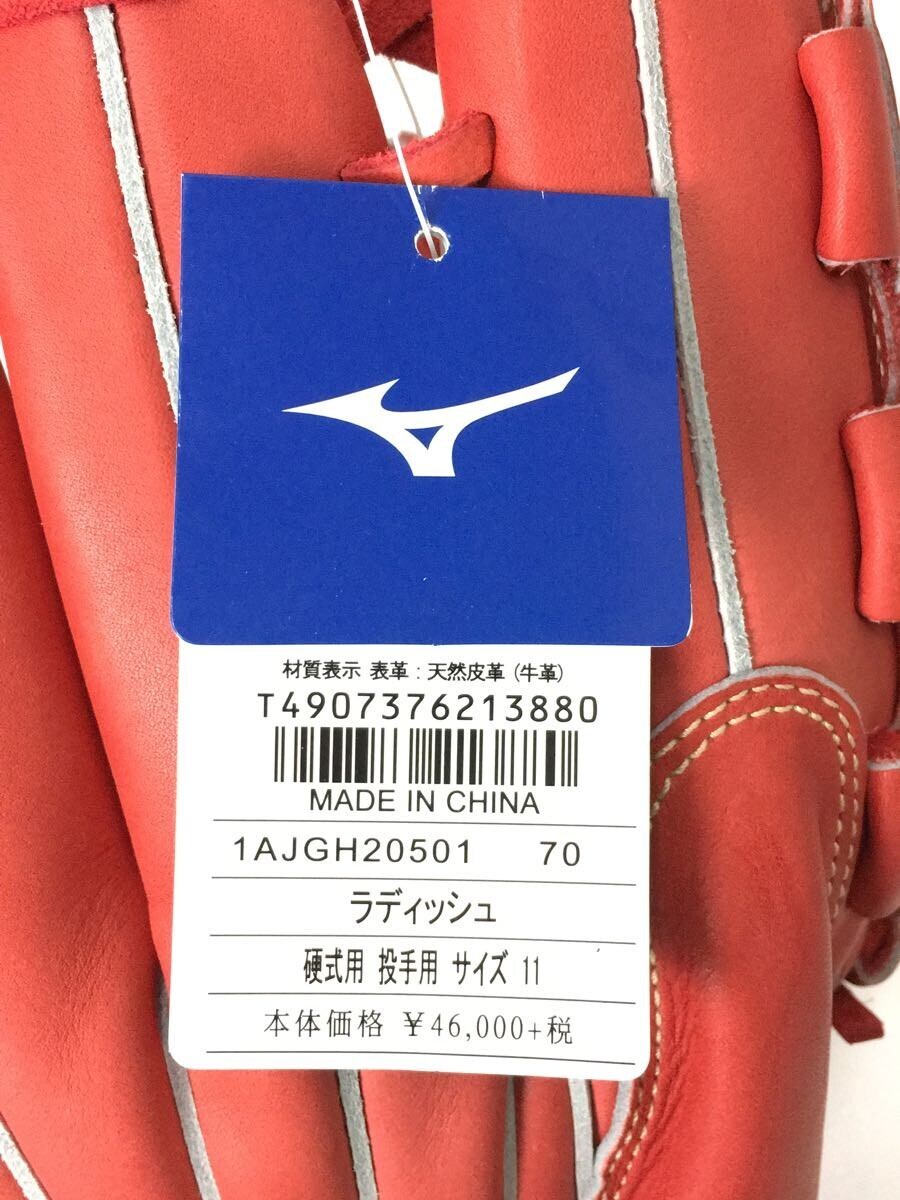 材質表示 表革：天然皮革 (牛革)
T4907376213880
MADE IN CHINA
1AJGH20501 70
ラディッシュ
硬式用 投手用 サイズ 11
本体価格 ￥46,000+税